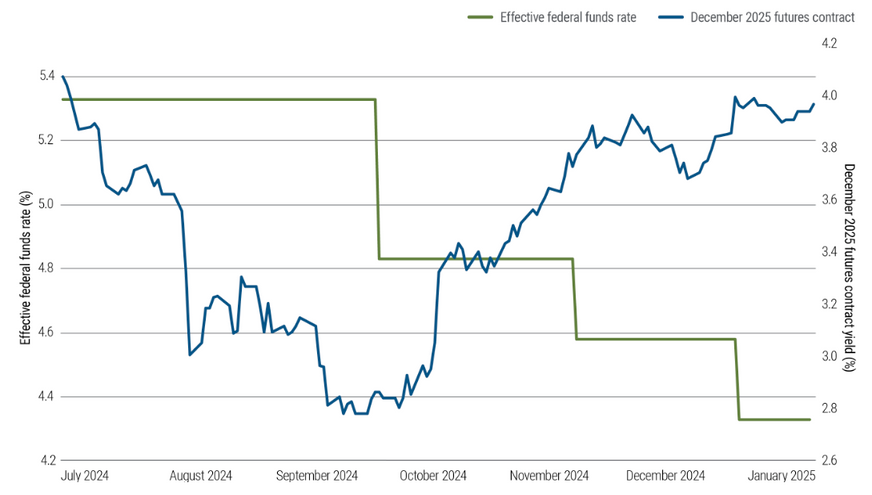 Effective federal funds rate
December 2025 futures contract
4.2
5.4
4.0
5.2
3.8
5.0
3.6
4.8
3.4
3.2
4.6
3.0
4.4
2.8
4.2
2.6
Effective federal funds rate (%)
December 2025 futures contract yield (%)
July 2024
August 2024
September 2024
October 2024
November 2024
December 2024
January 2025